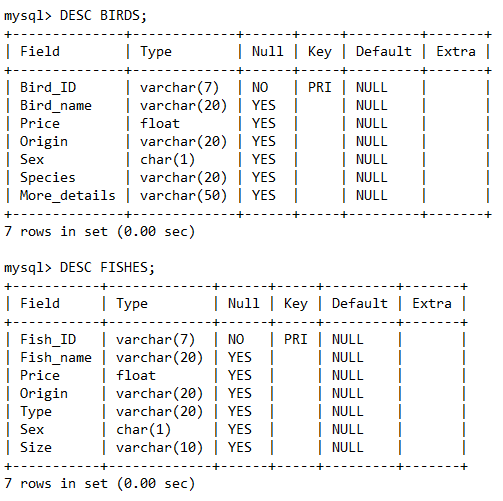 mysql> DESC BIRDS;
+--------------+-------------+------+-----+---------+-------+
| Field        | Type        | Null | Key | Default | Extra |
+--------------+-------------+------+-----+---------+-------+
| Bird_ID      | varchar(7)  | NO   | PRI | NULL    |       |
| Bird_name    | varchar(20) | YES  |     | NULL    |       |
| Price        | float       | YES  |     | NULL    |       |
| Origin       | varchar(20) | YES  |     | NULL    |       |
| Sex          | char(1)     | YES  |     | NULL    |       |
| Species      | varchar(20) | YES  |     | NULL    |       |
| More_details | varchar(50) | YES  |     | NULL    |       |
+--------------+-------------+------+-----+---------+-------+
7 rows in set (0.00 sec)
mysql> DESC FISHES;
+-----------+-------------+------+-----+---------+-------+
| Field     | Type        | Null | Key | Default | Extra |
+-----------+-------------+------+-----+---------+-------+
| Fish_ID   | varchar(7)  | NO   | PRI | NULL    |       |
| Fish_name | varchar(20) | YES  |     | NULL    |       |
| Price     | float       | YES  |     | NULL    |       |
| Origin    | varchar(20) | YES  |     | NULL    |       |
| Type      | varchar(20) | YES  |     | NULL    |       |
| Sex       | char(1)     | YES  |     | NULL    |       |
| Size      | varchar(10) | YES  |     | NULL    |       |
+-----------+-------------+------+-----+---------+-------+
7 rows in set (0.00 sec)